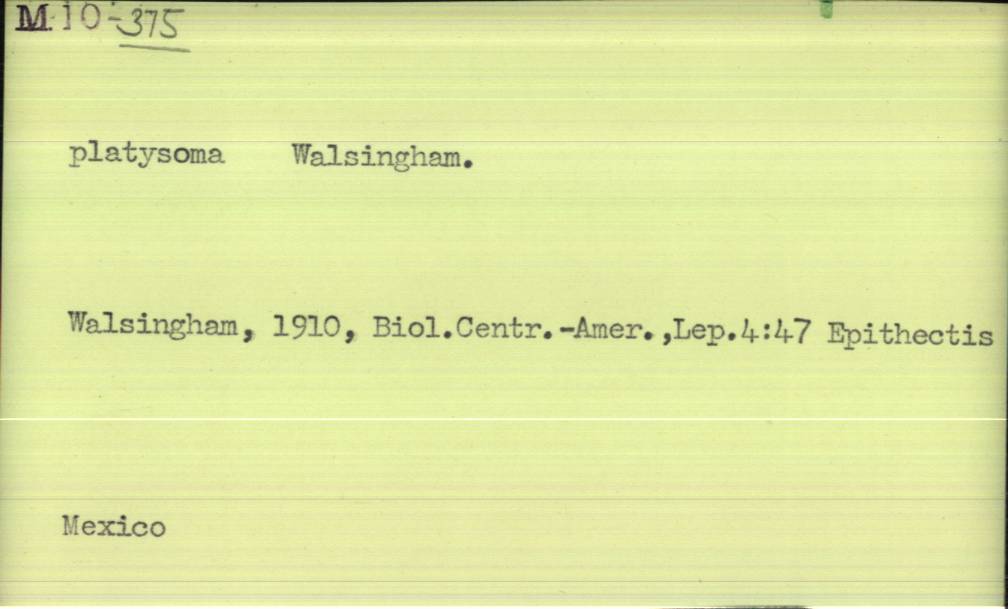 M.10-375
platysoma Walsingham.
Walsingham, 1910, Biol.Centr.-Amer.,Lep.4:47 Epithectis
Mexico